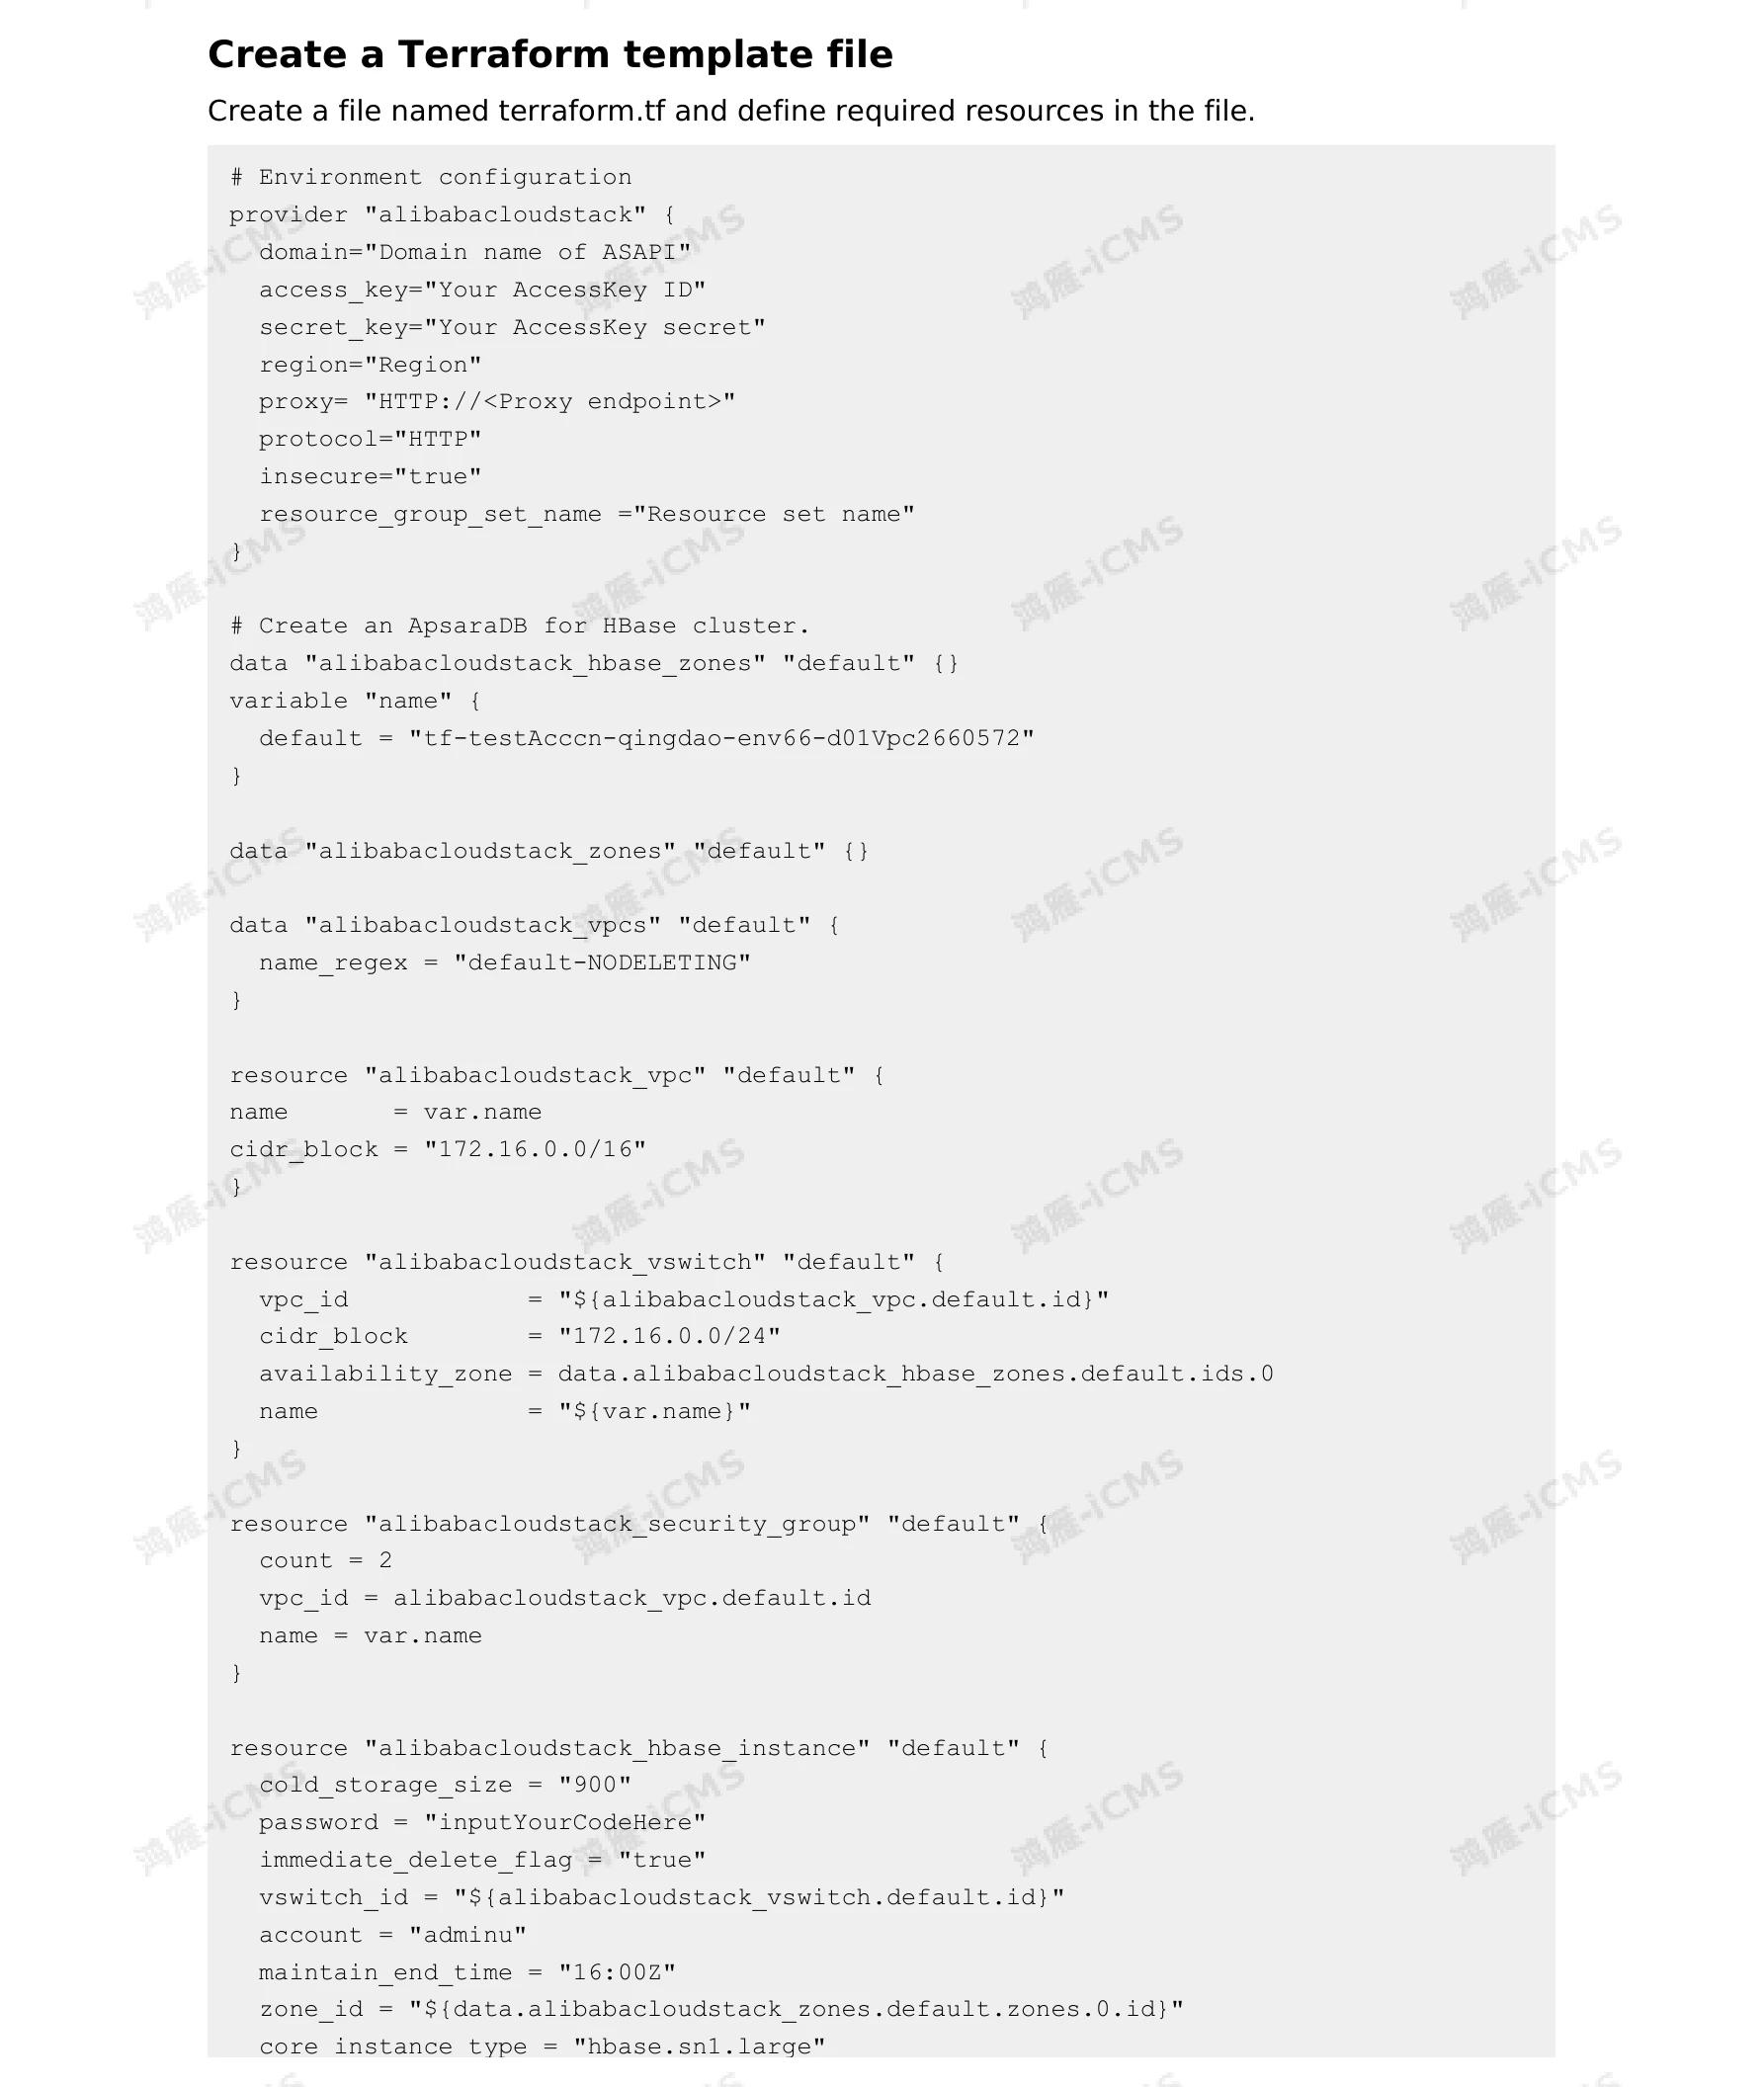 Create a Terraform template file
Create a file named terraform.tf and define required resources in the file.
# Environment configuration
provider "alibabacloudstack" {
  domain="Domain name of ASAPI"
  access_key="Your AccessKey ID"
  secret_key="Your AccessKey secret"
  region="Region"
  proxy= "HTTP://<Proxy endpoint>"
  protocol="HTTP"
  insecure="true"
  resource_group_set_name ="Resource set name"
}
# Create an ApsaraDB for HBase cluster.
data "alibabacloudstack_hbase_zones" "default" {}
variable "name" {
  default = "tf-testAcccn-qingdao-env66-d01Vpc2660572"
}
data "alibabacloudstack_zones" "default" {}
data "alibabacloudstack_vpcs" "default" {
  name_regex = "default-NODELETING"
}
resource "alibabacloudstack_vpc" "default" {
name       = var.name
cidr_block = "172.16.0.0/16"
}
resource "alibabacloudstack_vswitch" "default" {
  vpc_id            = "${alibabacloudstack_vpc.default.id}"
  cidr_block        = "172.16.0.0/24"
  availability_zone = data.alibabacloudstack_hbase_zones.default.ids.0
  name              = "${var.name}"
}
resource "alibabacloudstack_security_group" "default" {
  count = 2
  vpc_id = alibabacloudstack_vpc.default.id
  name = var.name
}
resource "alibabacloudstack_hbase_instance" "default" {
  cold_storage_size = "900"
  password = "inputYourCodeHere"
  immediate_delete_flag = "true"
  vswitch_id = "${alibabacloudstack_vswitch.default.id}"
  account = "adminu"
  maintain_end_time = "16:00Z"
  zone_id = "${data.alibabacloudstack_zones.default.zones.0.id}"
  core_instance_type = "hbase.sn1.large"
鸿雁-iCMS